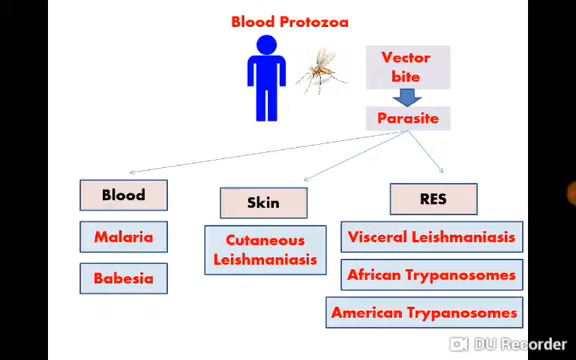 Blood Protozoa
Vector
bite
Parasite
Blood
Skin
RES
Malaria
Cutaneous
Leishmaniasis
Visceral Leishmaniasis
Babesia
African Trypanosomes
American Trypanosomes
DU Recorder